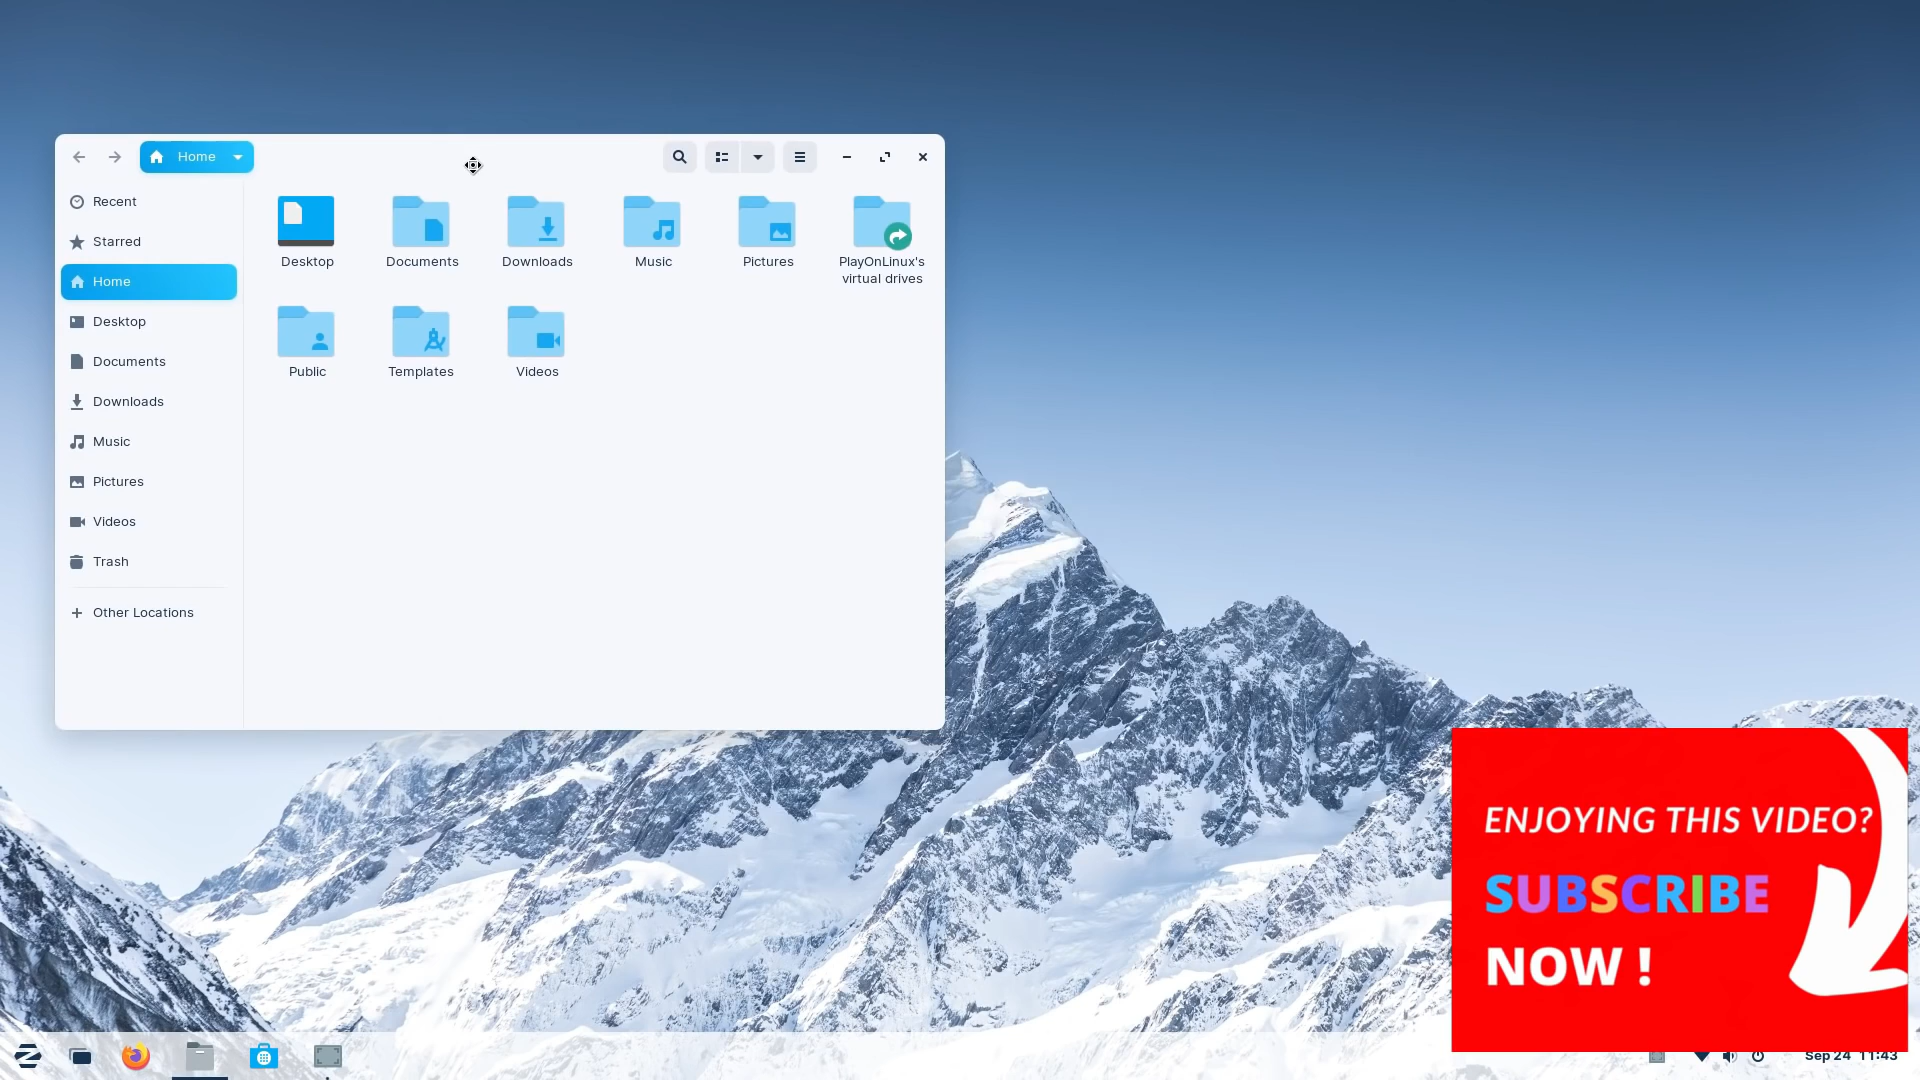 Home
Recent
Starred
Home
Desktop
Documents
Downloads
Music
Pictures
Videos
Trash
Other Locations
Desktop
Documents
Downloads
Music
Pictures
PlayOnLinux's
virtual drives
Public
Templates
Videos
ENJOYING THIS VIDEO?
SUBSCRIBE
NOW !
Sep 24 11:43